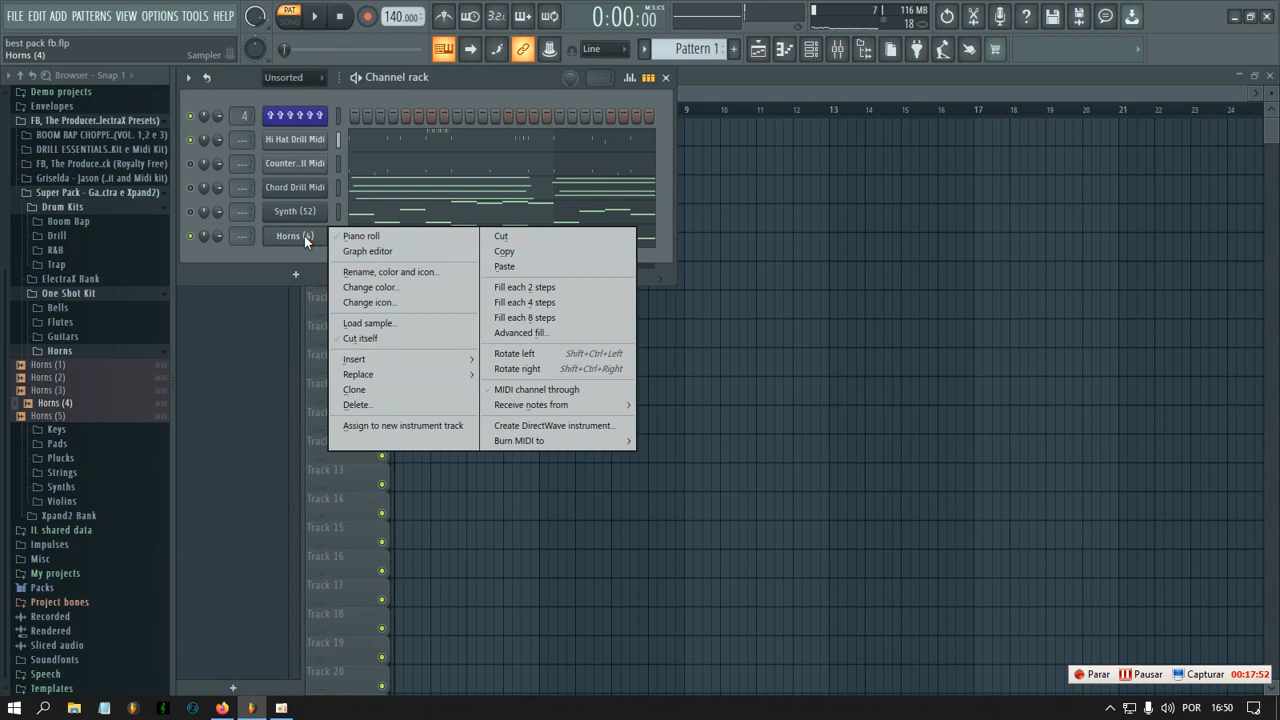 FILE EDIT ADD PATTERNS VIEW OPTIONS TOOLS HELP
PAT
SONG
140.000
3.2.
0:00:00
M:S:CS
7
116 MB
18
best pack fb.flp
Horns (4)
Sampler
Line
Pattern 1
Browser - Snap 1
Unsorted
Channel rack
Demo projects
Envelopes
FB, The Producer...lectraX Presets)
BOOM BAP CHOPPE..(VOL. 1,2 e 3)
DRILL ESSENTIALS..Kit e Midi Kit)
FB, The Produce..ck (Royalty Free)
Griselda - Jason (..it and Midi kit)
Super Pack - Ga...ctra e Xpand2)
Drum Kits
Boom Bap
Drill
R&B
Trap
ElectraX Bank
One Shot Kit
Bells
Flutes
Guitars
Horns
Horns (1)
Horns (2)
Horns (3)
Horns (4)
Horns (5)
Keys
Pads
Plucks
Strings
Synths
Violins
Xpand2 Bank
IL shared data
Impulses
Misc
My projects
Packs
Project bones
Recorded
Rendered
Sliced audio
Soundfonts
Speech
Templates
4
Hi Hat Drill Midi
Counter...ll Midi
Chord Drill Midi
Synth (52)
Horns (4)
Piano roll
Graph editor
Rename, color and icon...
Change color...
Change icon...
Load sample...
Cut itself
Insert
Replace
Clone
Delete...
Assign to new instrument track
Cut
Copy
Paste
Fill each 2 steps
Fill each 4 steps
Fill each 8 steps
Advanced fill...
Rotate left Shift+Ctrl+Left
Rotate right Shift+Ctrl+Right
MIDI channel through
Receive notes from
Create DirectWave instrument...
Burn MIDI to
10 11 12 13 14 15 16 17 18 19 20 21 22 23 24
Track 13
Track 14
Track 15
Track 16
Track 17
Track 18
Track 19
Track 20
Parar
Pausar
Capturar
00:17:52
POR
16:50